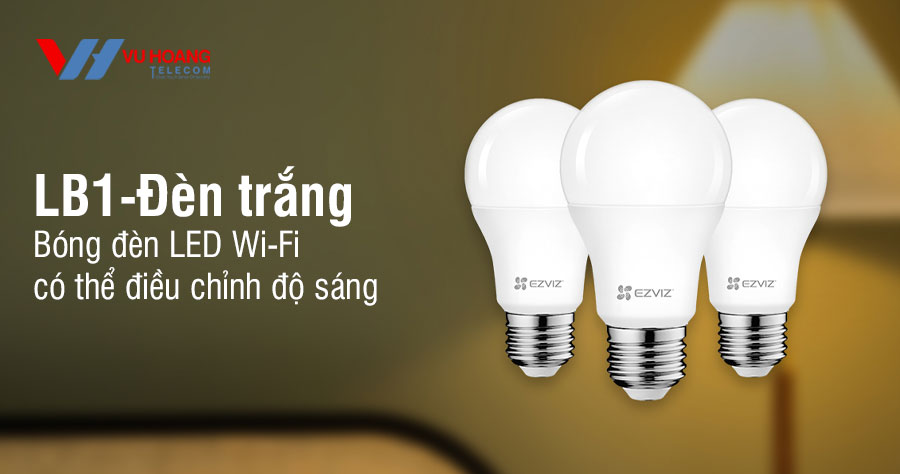 VU HOANG
TELECOM
LB1-Đèn trắng
Bóng đèn LED Wi-Fi
có thể điều chỉnh độ sáng
EZVIZ
EZVIZ
EZVIZ